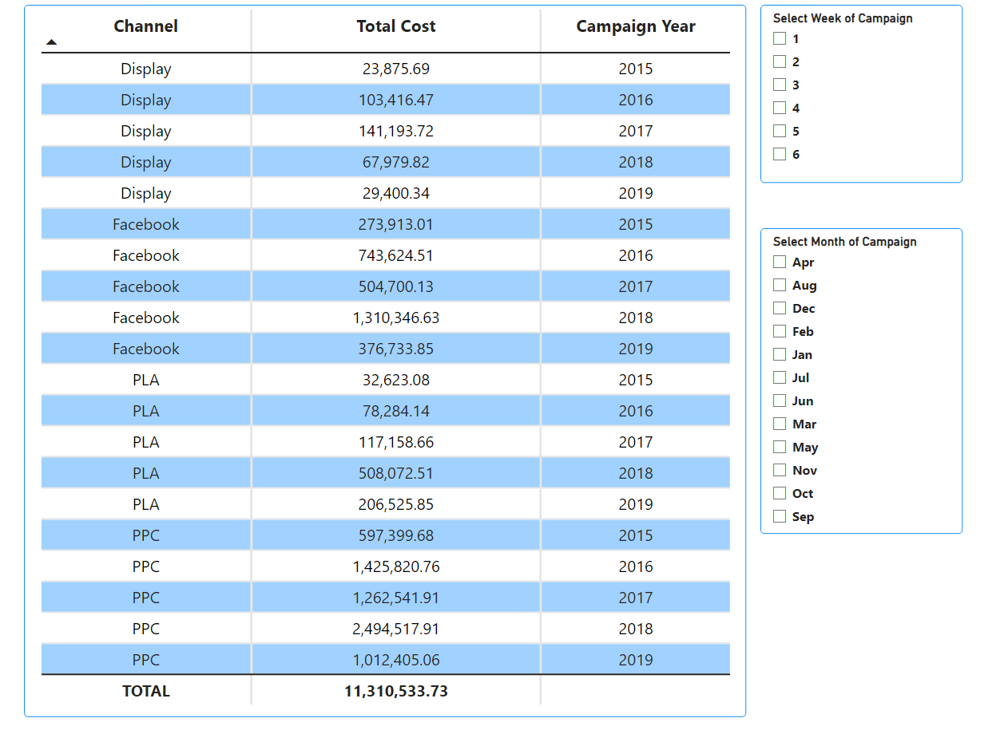 Channel Total Cost Campaign Year
Display 23,875.69 2015
Display 103,416.47 2016
Display 141,193.72 2017
Display 67,979.82 2018
Display 29,400.34 2019
Facebook 273,913.01 2015
Facebook 743,624.51 2016
Facebook 504,700.13 2017
Facebook 1,310,346.63 2018
Facebook 376,733.85 2019
PLA 32,623.08 2015
PLA 78,284.14 2016
PLA 117,158.66 2017
PLA 508,072.51 2018
PLA 206,525.85 2019
PPC 597,399.68 2015
PPC 1,425,820.76 2016
PPC 1,262,541.91 2017
PPC 2,494,517.91 2018
PPC 1,012,405.06 2019
TOTAL 11,310,533.73
Select Week of Campaign
1
2
3
4
5
6
Select Month of Campaign
Apr
Aug
Dec
Feb
Jan
Jul
Jun
Mar
May
Nov
Oct
Sep